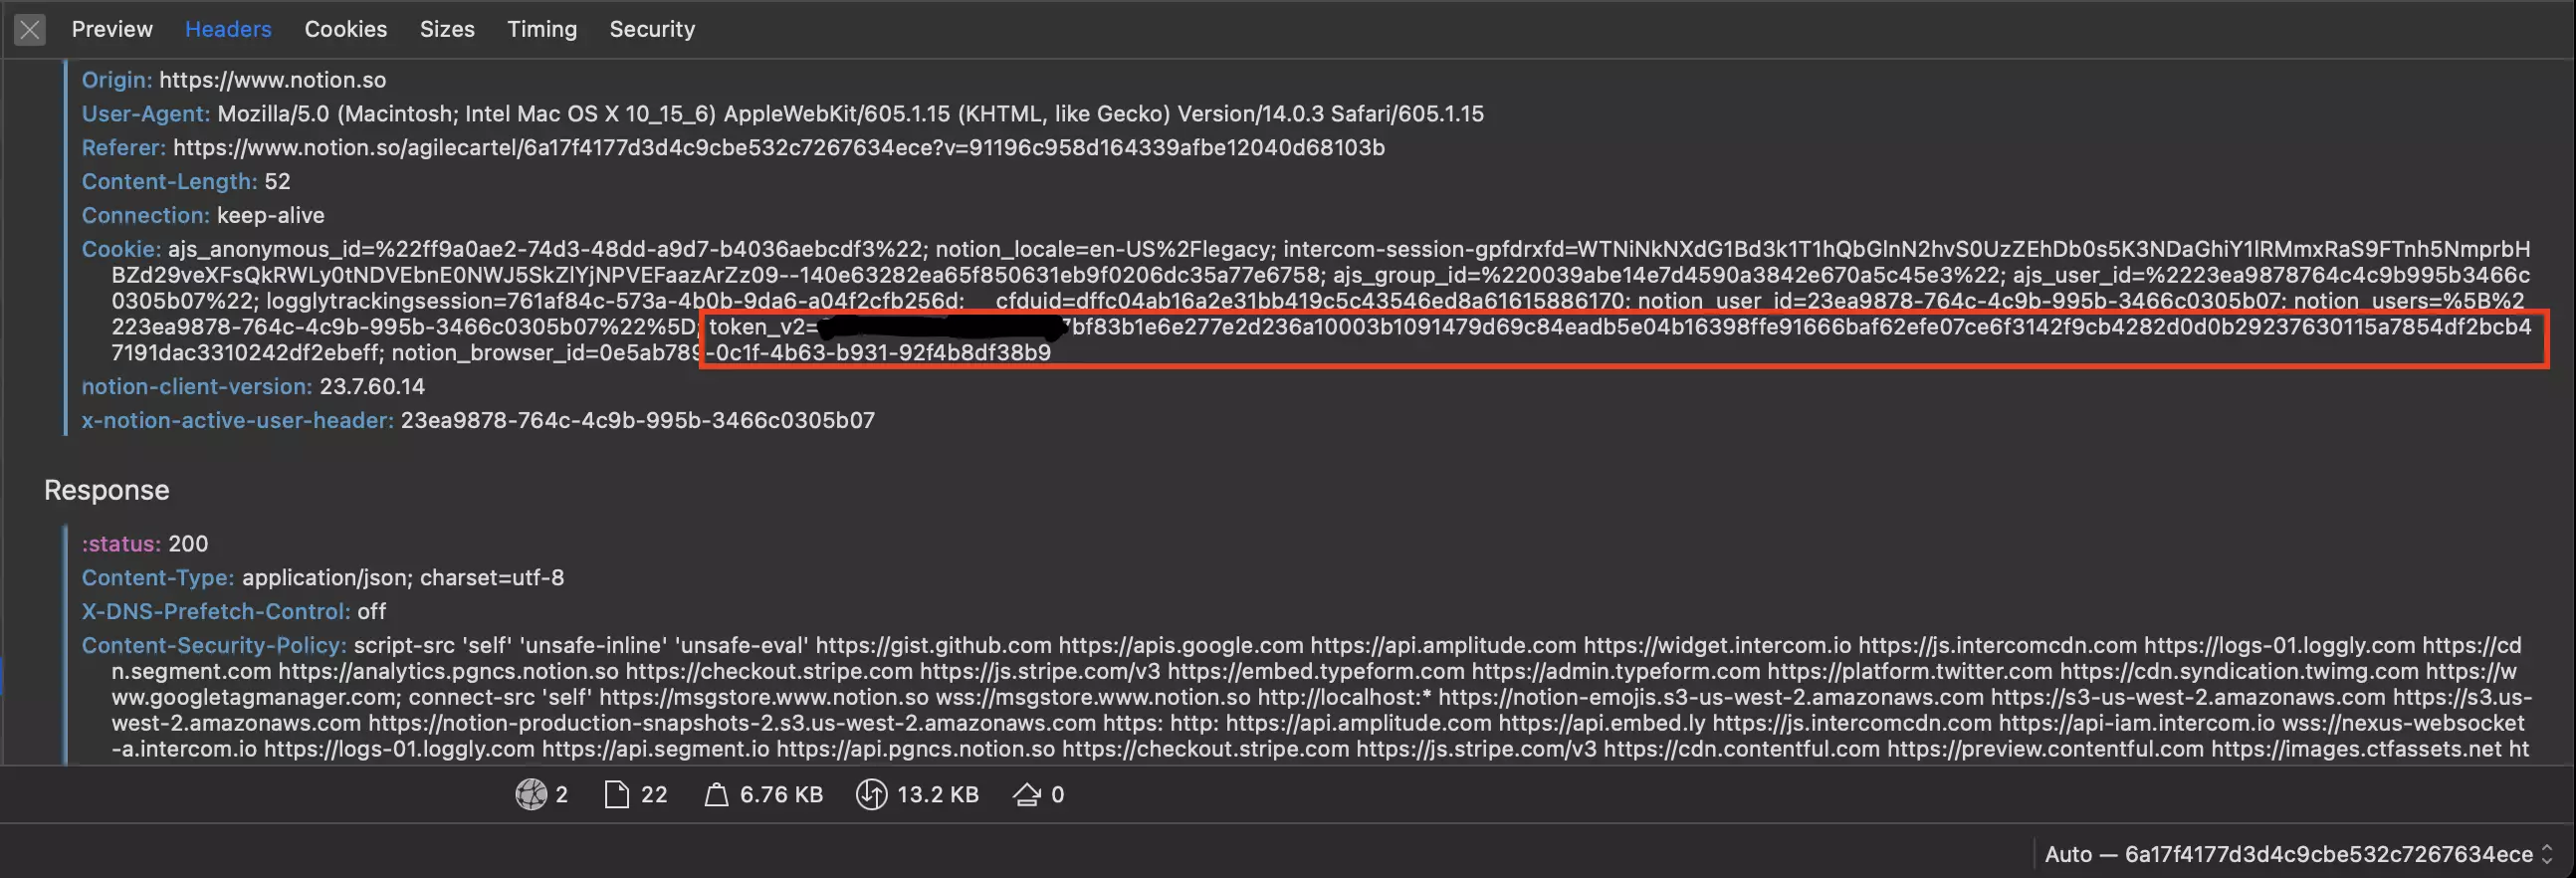 Preview Headers Cookies Sizes Timing Security
Origin: https://www.notion.so
User-Agent: Mozilla/5.0 (Macintosh; Intel Mac OS X 10_15_6) AppleWebKit/605.1.15 (KHTML, like Gecko) Version/14.0.3 Safari/605.1.15
Referer: https://www.notion.so/agilecartel/6a17f4177d3d4c9cbe532c7267634ece?v=91196c958d164339afbe12040d68103b
Content-Length: 52
Connection: keep-alive
Cookie: ajs_anonymous_id=%22ff9a0ae2-74d3-48dd-a9d7-b4036aebcdf3%22; notion_locale=en-US%2Flegacy; intercom-session-gpfdrxfd=WTNiNkNXdG1Bd3k1T1hQbGlnN2hvS0UzZEhDb0s5K3NDaGhiY1lRMmxRaS9FTnh5NmprbH
BZd29veXFsQkRWLy0tNDVEbnE0NWJ5SkZlYjNPVEFaazArZz09--140e63282ea65f850631eb9f0206dc35a77e6758; ajs_group_id=%220039abe14e7d4590a3842e670a5c45e3%22; ajs_user_id=%2223ea9878764c4c9b995b3466c
0305b07%22; logglytrackingsession=761af84c-573a-4b0b-9da6-a04f2cfb256d; __cfduid=dffc04ab16a2e31bb419c5c43546ed8a61615886170; notion_user_id=23ea9878-764c-4c9b-995b-3466c0305b07; notion_users=%5B%2
223ea9878-764c-4c9b-995b-3466c0305b07%22%5D; token_v2= 7bf83b1e6e277e2d236a10003b1091479d69c84eadb5e04b16398ffe91666baf62efe07ce6f3142f9cb4282d0d0b29237630115a7854df2bcb4
7191dac3310242df2ebeff; notion_browser_id=0e5ab789-0c1f-4b63-b931-92f4b8df38b9
notion-client-version: 23.7.60.14
x-notion-active-user-header: 23ea9878-764c-4c9b-995b-3466c0305b07
Response
:status: 200
Content-Type: application/json; charset=utf-8
X-DNS-Prefetch-Control: off
Content-Security-Policy: script-src 'self' 'unsafe-inline' 'unsafe-eval' https://gist.github.com https://apis.google.com https://api.amplitude.com https://widget.intercom.io https://js.intercomcdn.com https://logs-01.loggly.com https://cd
n.segment.com https://analytics.pgncs.notion.so https://checkout.stripe.com https://js.stripe.com/v3 https://embed.typeform.com https://admin.typeform.com https://platform.twitter.com https://cdn.syndication.twimg.com https://w
ww.googletagmanager.com; connect-src 'self' https://msgstore.www.notion.so wss://msgstore.www.notion.so http://localhost:* https://notion-emojis.s3-us-west-2.amazonaws.com https://s3-us-west-2.amazonaws.com https://s3.us-
west-2.amazonaws.com https://notion-production-snapshots-2.s3.us-west-2.amazonaws.com https: http: https://api.amplitude.com https://api.embed.ly https://js.intercomcdn.com https://api-iam.intercom.io wss://nexus-websocket
-a.intercom.io https://logs-01.loggly.com https://api.segment.io https://api.pgncs.notion.so https://checkout.stripe.com https://js.stripe.com/v3 https://cdn.contentful.com https://preview.contentful.com https://images.ctfassets.net ht
2 22 6.76 KB 13.2 KB 0
Auto — 6a17f4177d3d4c9cbe532c7267634ece